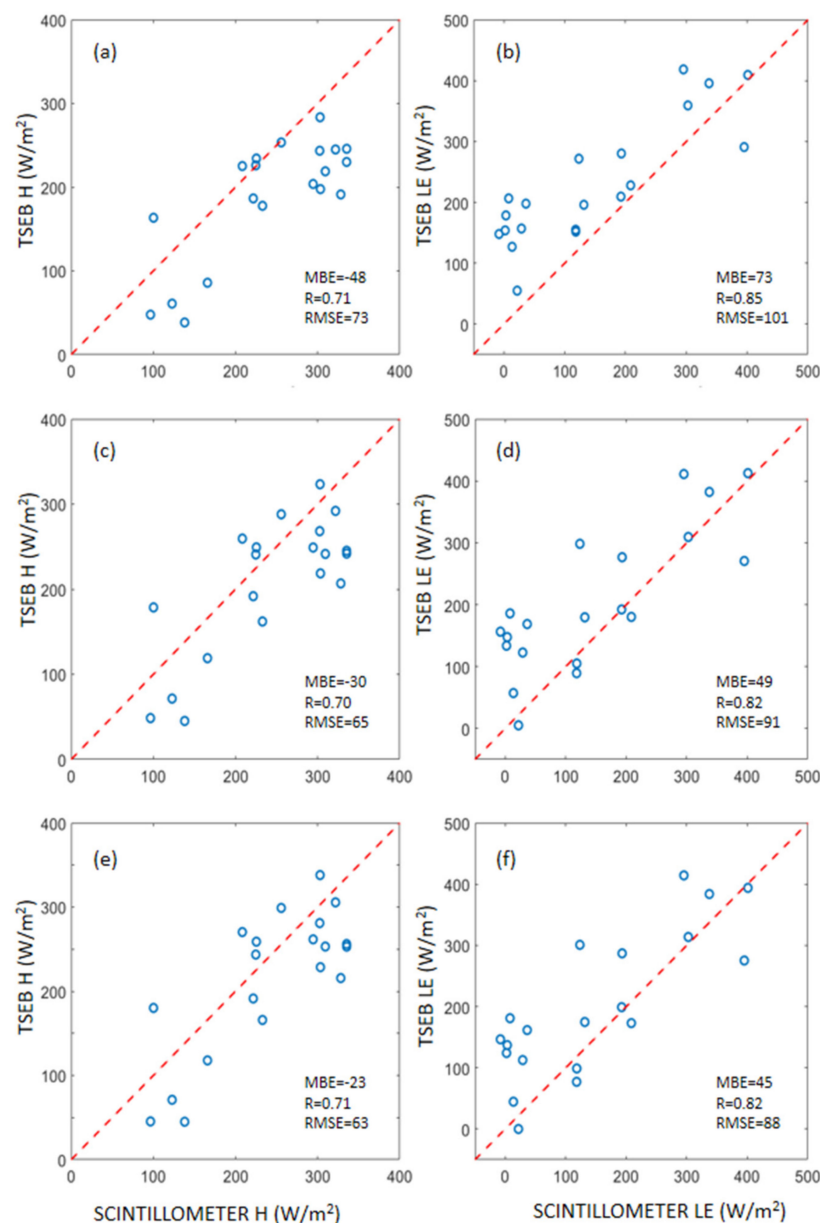 (a)
TSEB H (W/m²)
400
300
200
100
0
0 100 200 300 400
MBE=-48
R=0.71
RMSE=73
(b)
TSEB LE (W/m²)
500
400
300
200
100
0
0 100 200 300 400 500
MBE=73
R=0.85
RMSE=101
(c)
TSEB H (W/m²)
400
300
200
100
0
0 100 200 300 400
MBE=-30
R=0.70
RMSE=65
(d)
TSEB LE (W/m²)
500
400
300
200
100
0
0 100 200 300 400 500
MBE=49
R=0.82
RMSE=91
(e)
TSEB H (W/m²)
400
300
200
100
0
0 100 200 300 400
MBE=-23
R=0.71
RMSE=63
SCINTILLOMETER H (W/m²)
(f)
TSEB LE (W/m²)
500
400
300
200
100
0
0 100 200 300 400 500
MBE=45
R=0.82
RMSE=88
SCINTILLOMETER LE (W/m²)